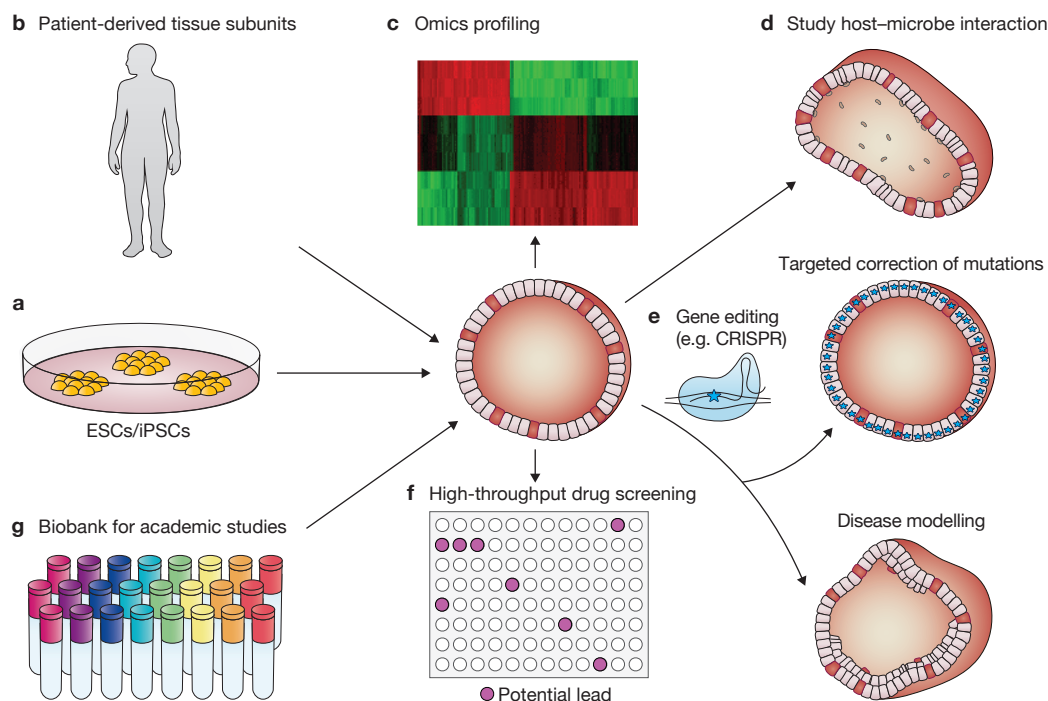 b Patient-derived tissue subunits
c Omics profiling
d Study host–microbe interaction
a
ESCs/iPSCs
Targeted correction of mutations
e Gene editing
(e.g. CRISPR)
g Biobank for academic studies
f High-throughput drug screening
Potential lead
Disease modelling